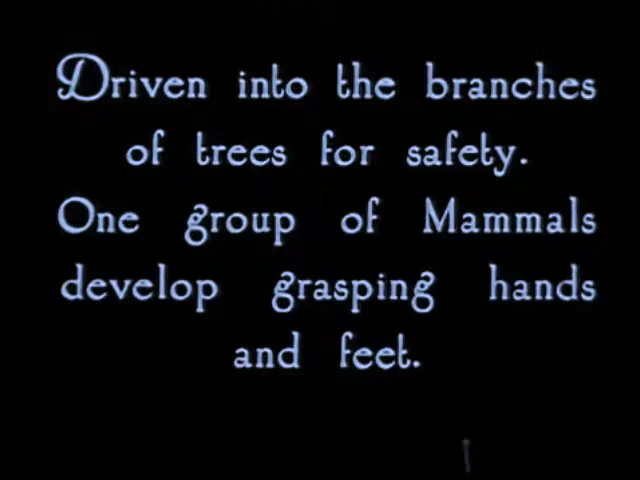 Driven into the branches
of trees for safety.
One group of Mammals
develop grasping hands
and feet.